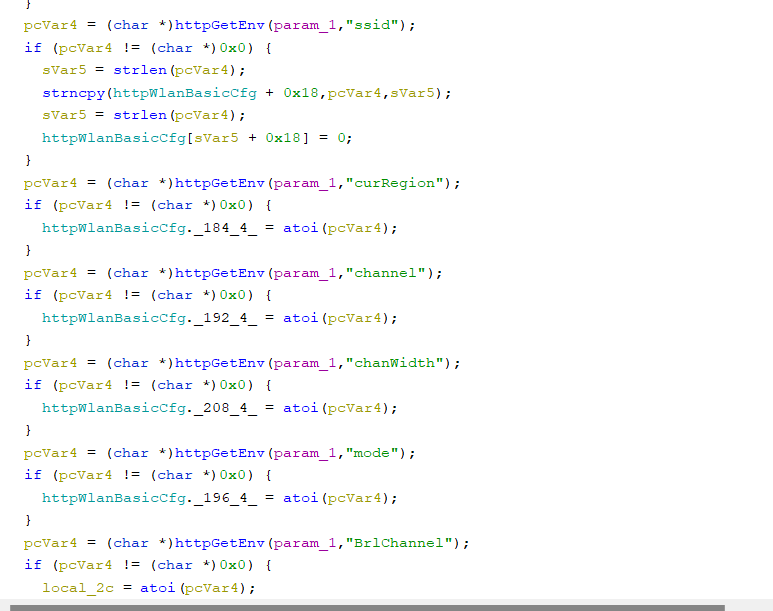 }
pcVar4 = (char *)httpGetEnv(param_1,"ssid");
if (pcVar4 != (char *)0x0) {
sVar5 = strlen(pcVar4);
strncpy(httpWlanBasicCfg + 0x18,pcVar4,sVar5);
sVar5 = strlen(pcVar4);
httpWlanBasicCfg[sVar5 + 0x18] = 0;
}
pcVar4 = (char *)httpGetEnv(param_1,"curRegion");
if (pcVar4 != (char *)0x0) {
httpWlanBasicCfg._184_4_ = atoi(pcVar4);
}
pcVar4 = (char *)httpGetEnv(param_1,"channel");
if (pcVar4 != (char *)0x0) {
httpWlanBasicCfg._192_4_ = atoi(pcVar4);
}
pcVar4 = (char *)httpGetEnv(param_1,"chanWidth");
if (pcVar4 != (char *)0x0) {
httpWlanBasicCfg._208_4_ = atoi(pcVar4);
}
pcVar4 = (char *)httpGetEnv(param_1,"mode");
if (pcVar4 != (char *)0x0) {
httpWlanBasicCfg._196_4_ = atoi(pcVar4);
}
pcVar4 = (char *)httpGetEnv(param_1,"BrlChannel");
if (pcVar4 != (char *)0x0) {
local_2c = atoi(pcVar4);